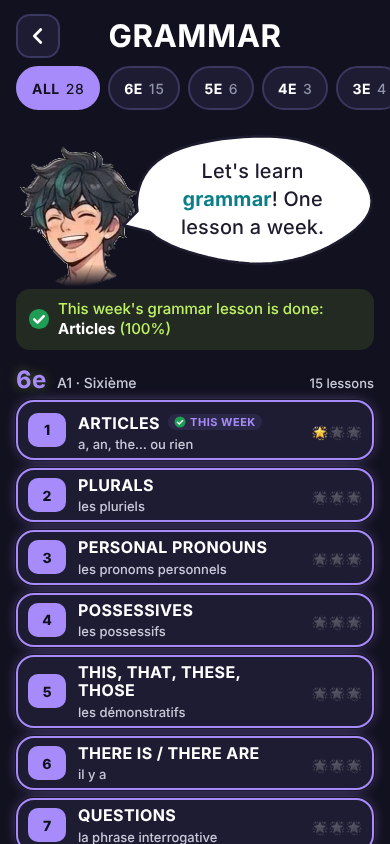 GRAMMAR
ALL 28 6E 15 5E 6 4E 3 3E 4
Let's learn
grammar! One
lesson a week.
This week's grammar lesson is done:
Articles (100%)
6e A1 · Sixième 15 lessons
1 ARTICLES THIS WEEK
a, an, the... ou rien
2 PLURALS
les pluriels
3 PERSONAL PRONOUNS
les pronoms personnels
4 POSSESSIVES
les possessifs
5 THIS, THAT, THESE,
THOSE
les démonstratifs
6 THERE IS / THERE ARE
il y a
7 QUESTIONS
la phrase interrogative